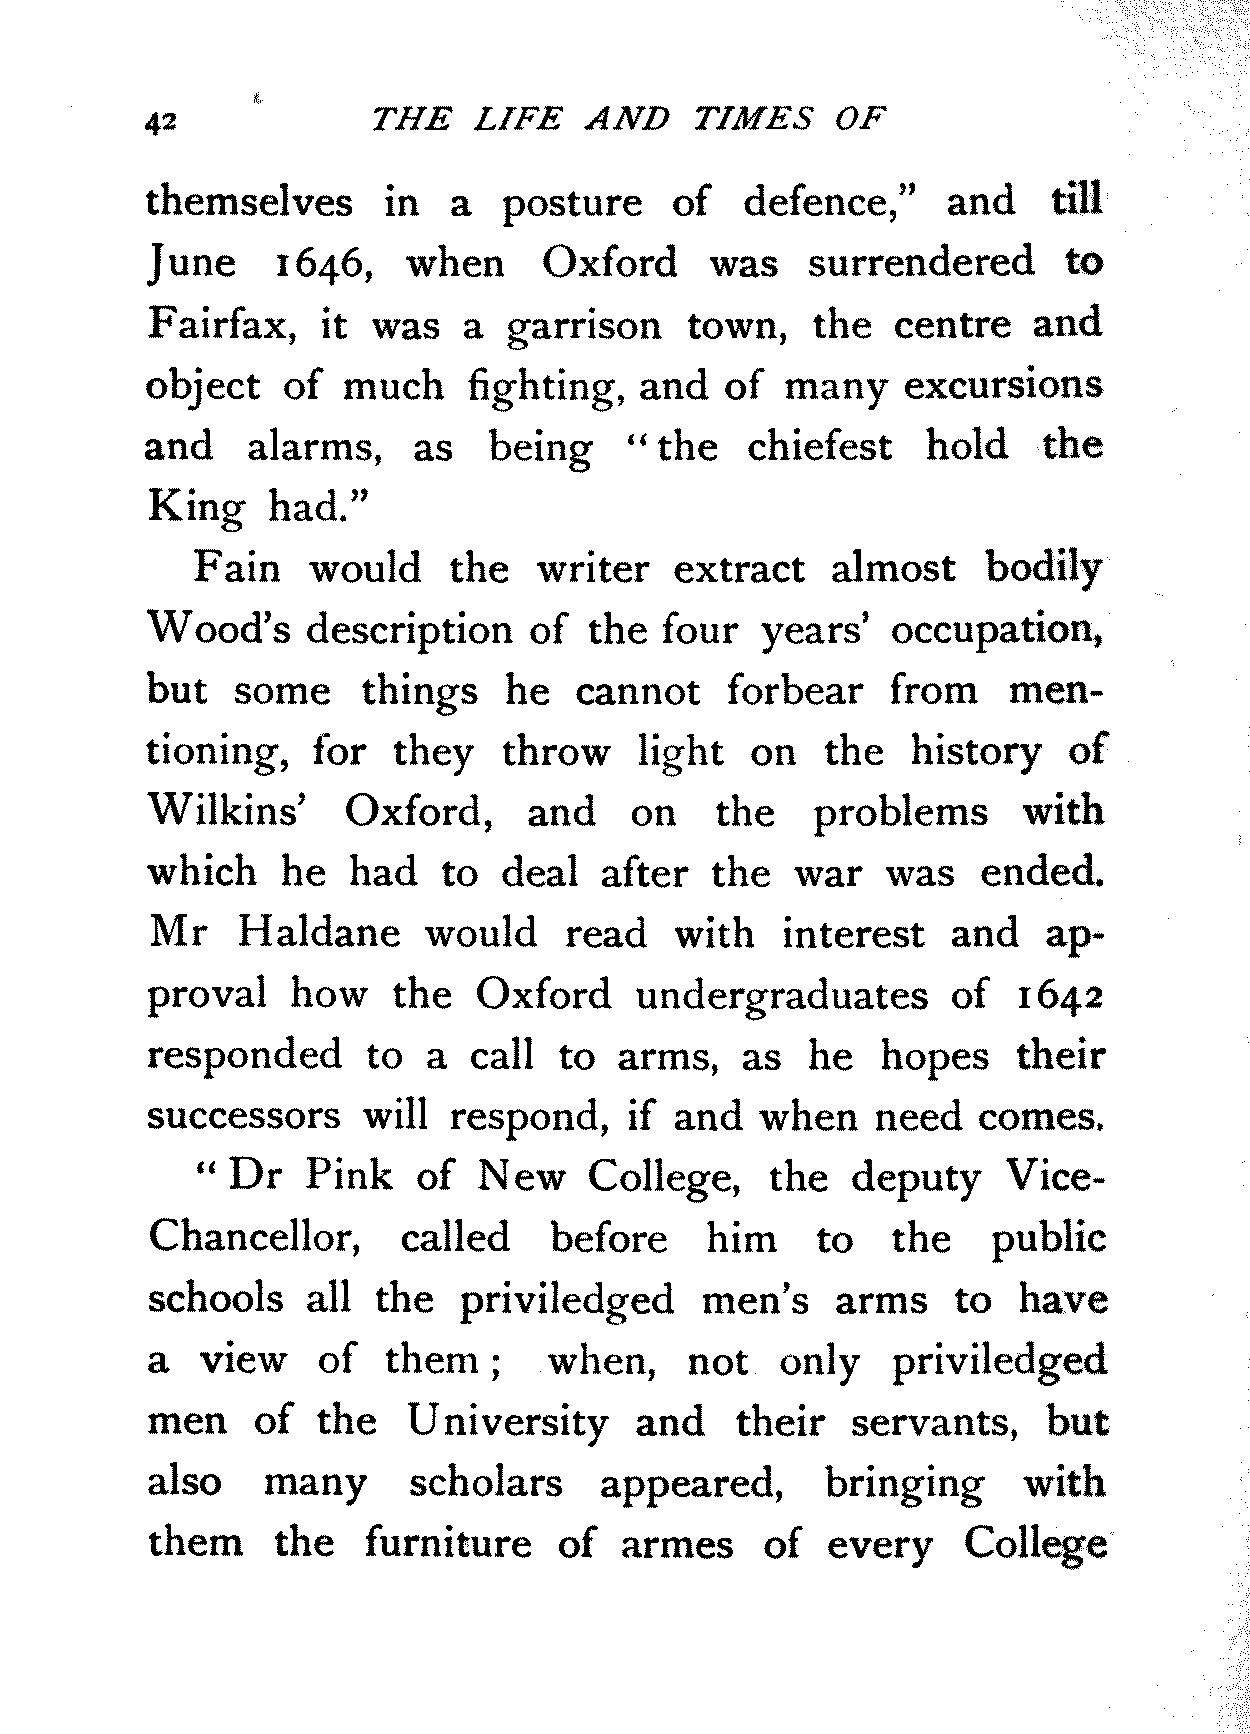 42 THE LIFE AND TIMES OF
themselves in a posture of defence,” and till
June 1646, when Oxford was surrendered to
Fairfax, it was a garrison town, the centre and
object of much fighting, and of many excursions
and alarms, as being “the chiefest hold the
King had.”
Fain would the writer extract almost bodily
Wood’s description of the four years’ occupation,
but some things he cannot forbear from men-
tioning, for they throw light on the history of
Wilkins’ Oxford, and on the problems with
which he had to deal after the war was ended.
Mr Haldane would read with interest and ap-
proval how the Oxford undergraduates of 1642
responded to a call to arms, as he hopes their
successors will respond, if and when need comes.
“Dr Pink of New College, the deputy Vice-
Chancellor, called before him to the public
schools all the priviledged men’s arms to have
a view of them; when, not only priviledged
men of the University and their servants, but
also many scholars appeared, bringing with
them the furniture of armes of every College